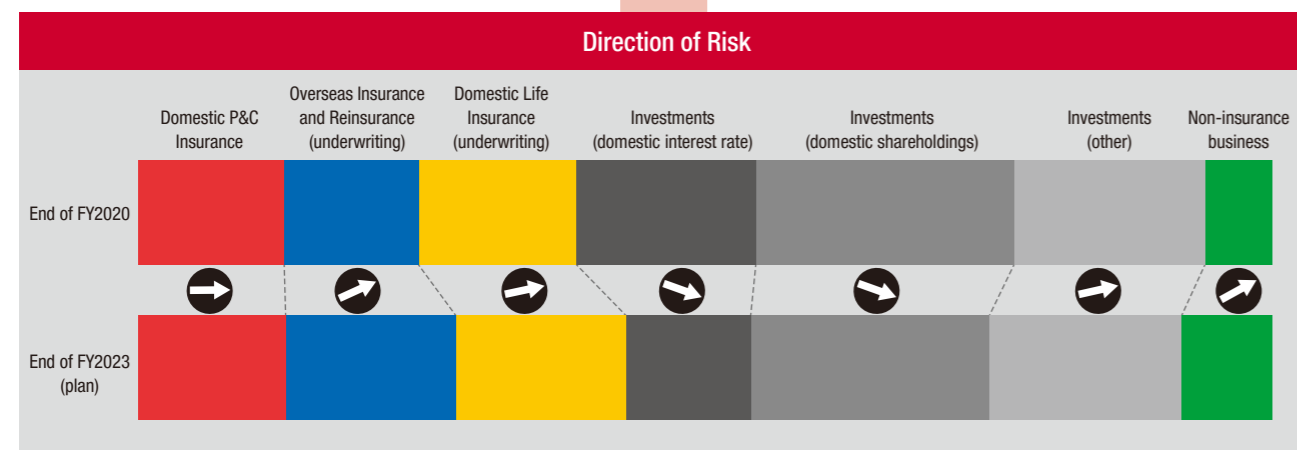 Direction of Risk
Domestic P&C
Insurance
Overseas Insurance
and Reinsurance
(underwriting)
Domestic Life
Insurance
(underwriting)
Investments
(domestic interest rate)
Investments
(domestic shareholdings)
Investments
(other)
Non-insurance
business
End of FY2020
End of FY2023
(plan)